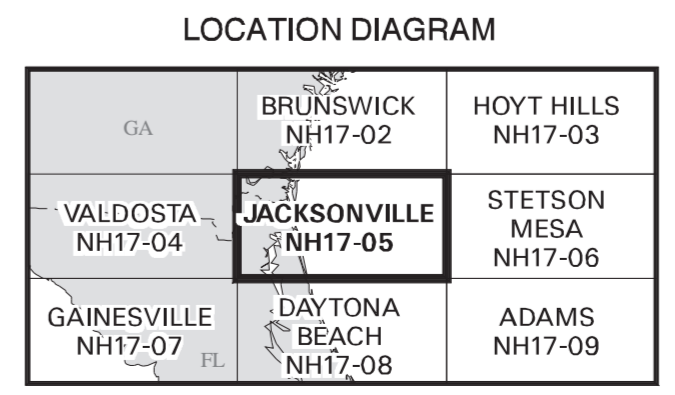 LOCATION DIAGRAM
GA
BRUNSWICK
NH17-02
HOYT HILLS
NH17-03
VALDOSTA
NH17-04
JACKSONVILLE
NH17-05
STETSON
MESA
NH17-06
GAINESVILLE
NH17-07
FL
DAYTONA
BEACH
NH17-08
ADAMS
NH17-09